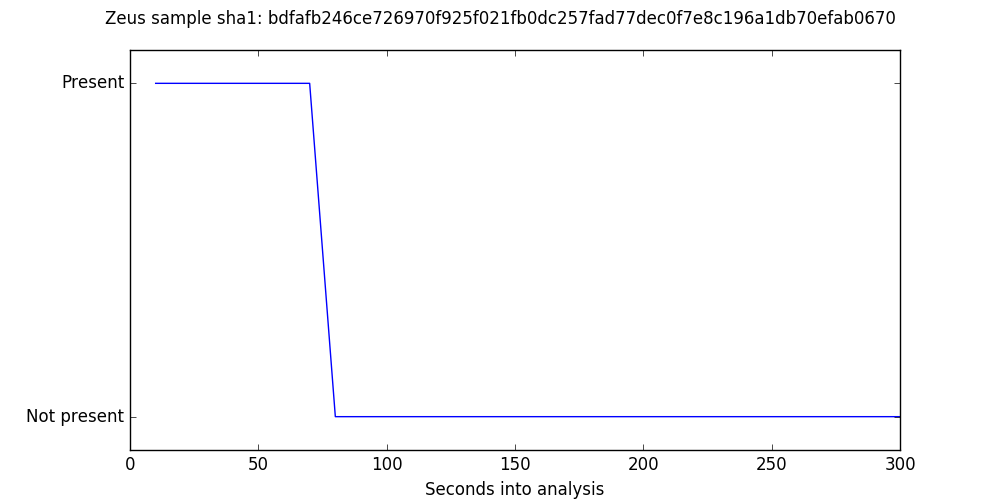 Zeus sample sha1: bdfafb246ce726970f925f021fb0dc257fad77dec0f7e8c196a1db70efab0670
Present
Not present
0 50 100 150 200 250 300
Seconds into analysis